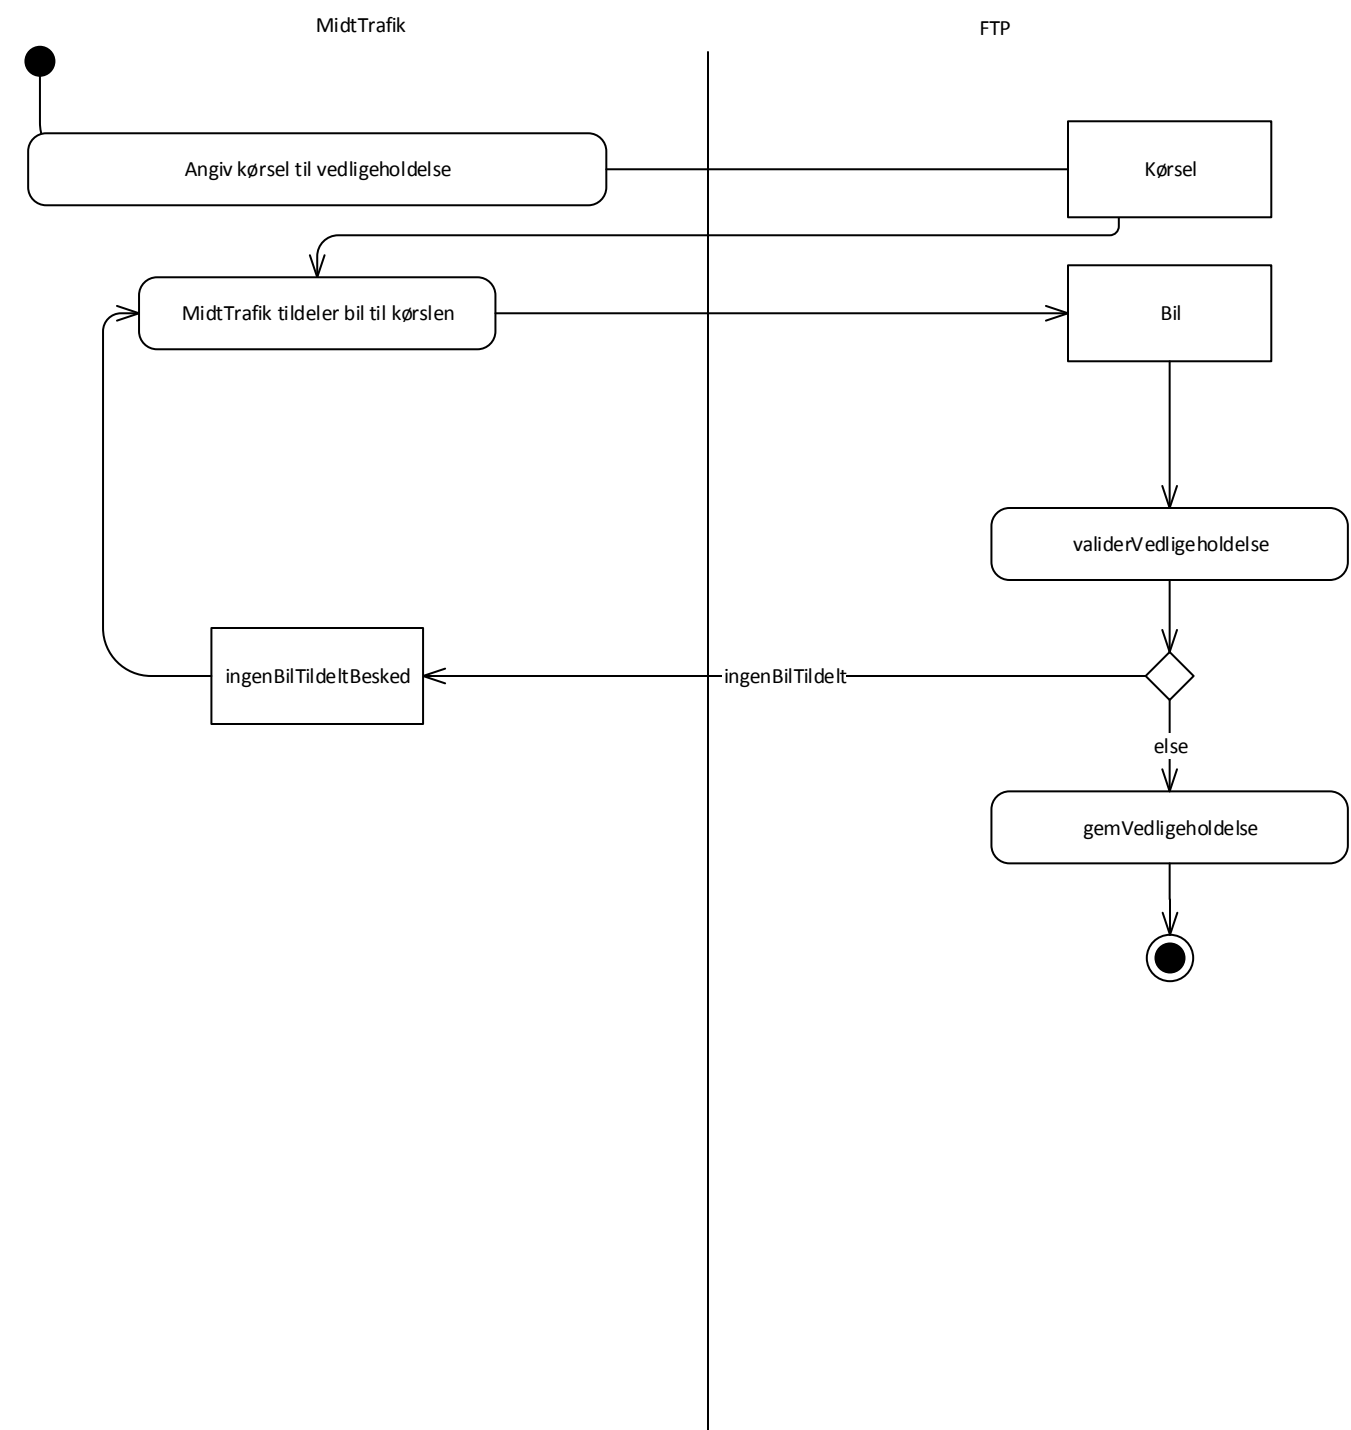 MidtTrafik
FTP
Angiv kørsel til vedligeholdelse
Kørsel
MidtTrafik tildeler bil til kørslen
Bil
validerVedligeholdelse
ingenBilTildeltBesked
ingenBilTildelt
else
gemVedligeholdelse